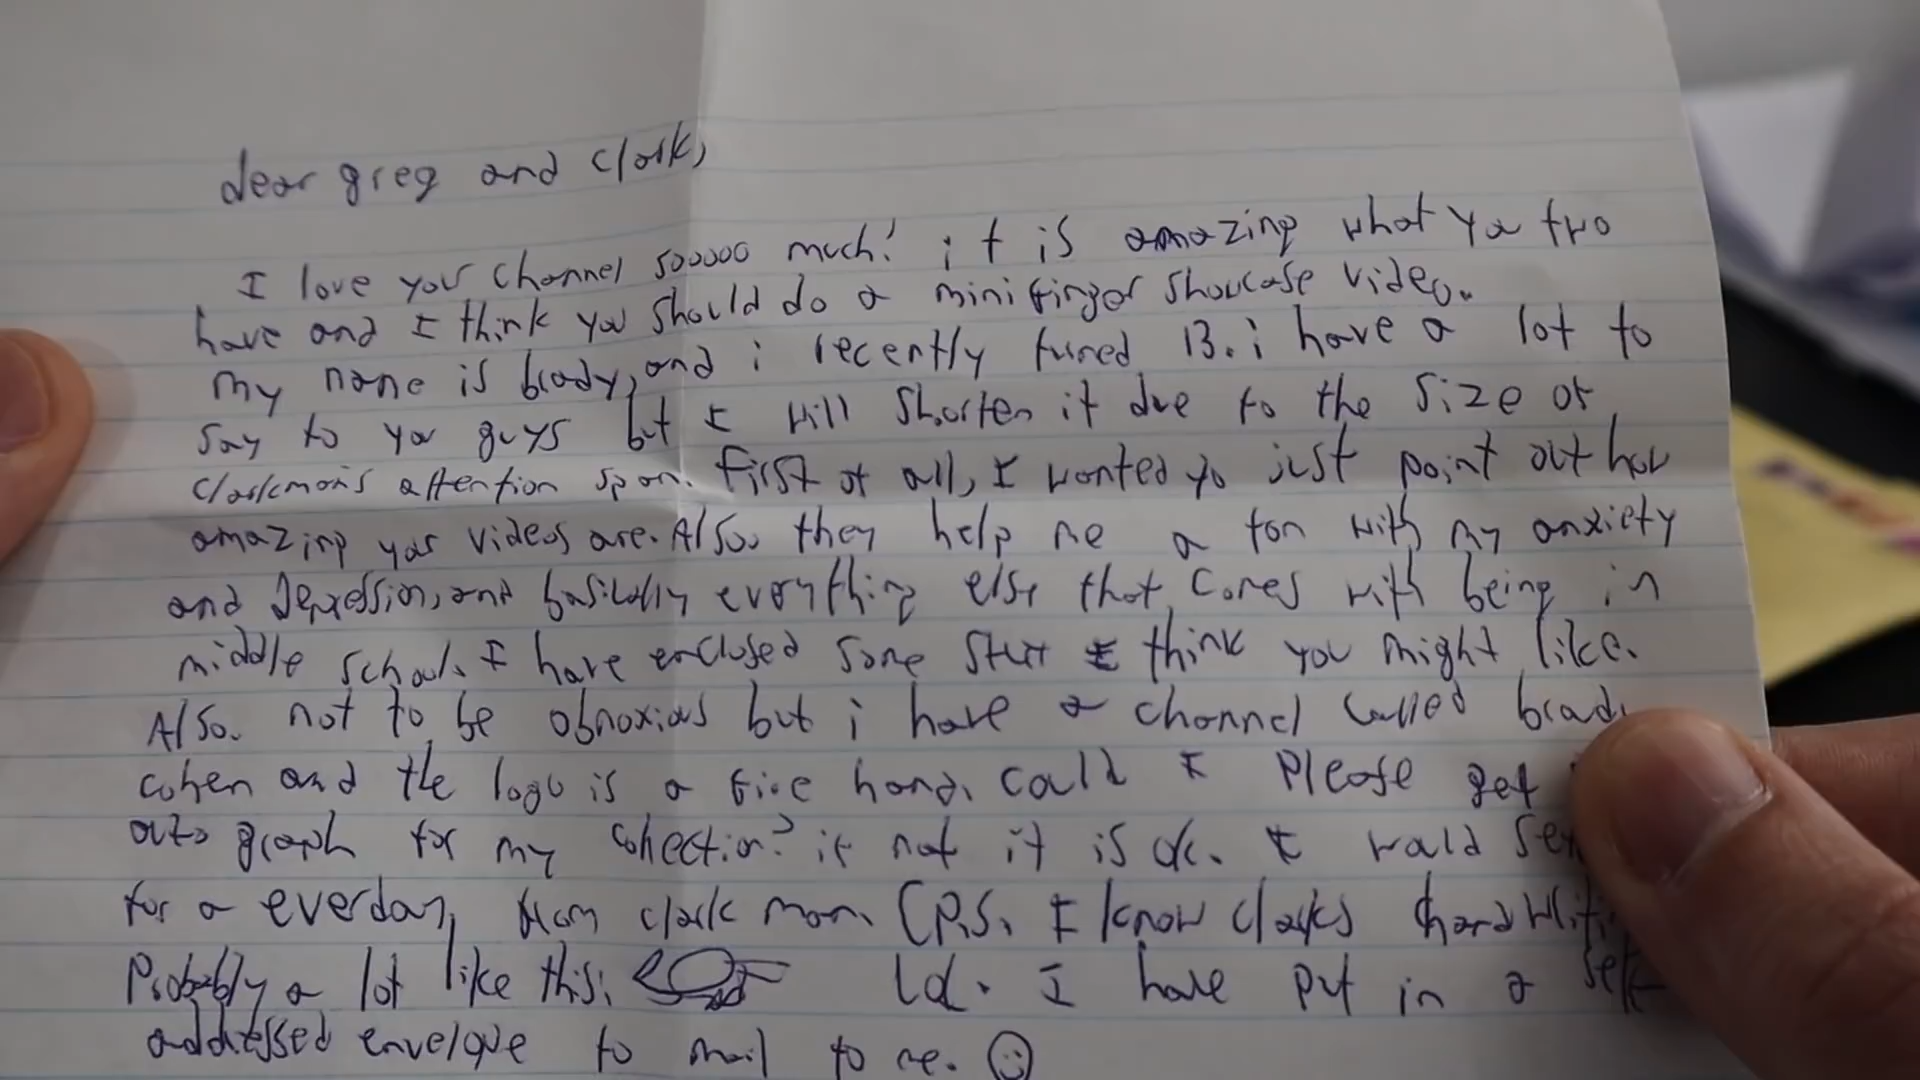 dear greg and clark,
I love your channel sooooo much! it is amazing what you two
have and I think you should do a minifinger showcase video.
my name is brady, and i recently turned 13. i have a lot to
say to you guys but I will shorten it due to the size of
clarkman's attention span. First of all, I wanted to just point out how
amazing your videos are. Also, they help me a ton with my anxiety
and depression, and basically everything else that comes with being in
middle school. I have enclosed some stuff I think you might like.
Also. not to be obnoxious but i have a channel called
cohen and the logo is a fire hand. could I please get
autograph for my collection? if not it is ok. I would
for a everday, from clark man. (P.S. I know clarks
Probably a lot like this: lol. I have put in a self
addressed envelope to mail to me.